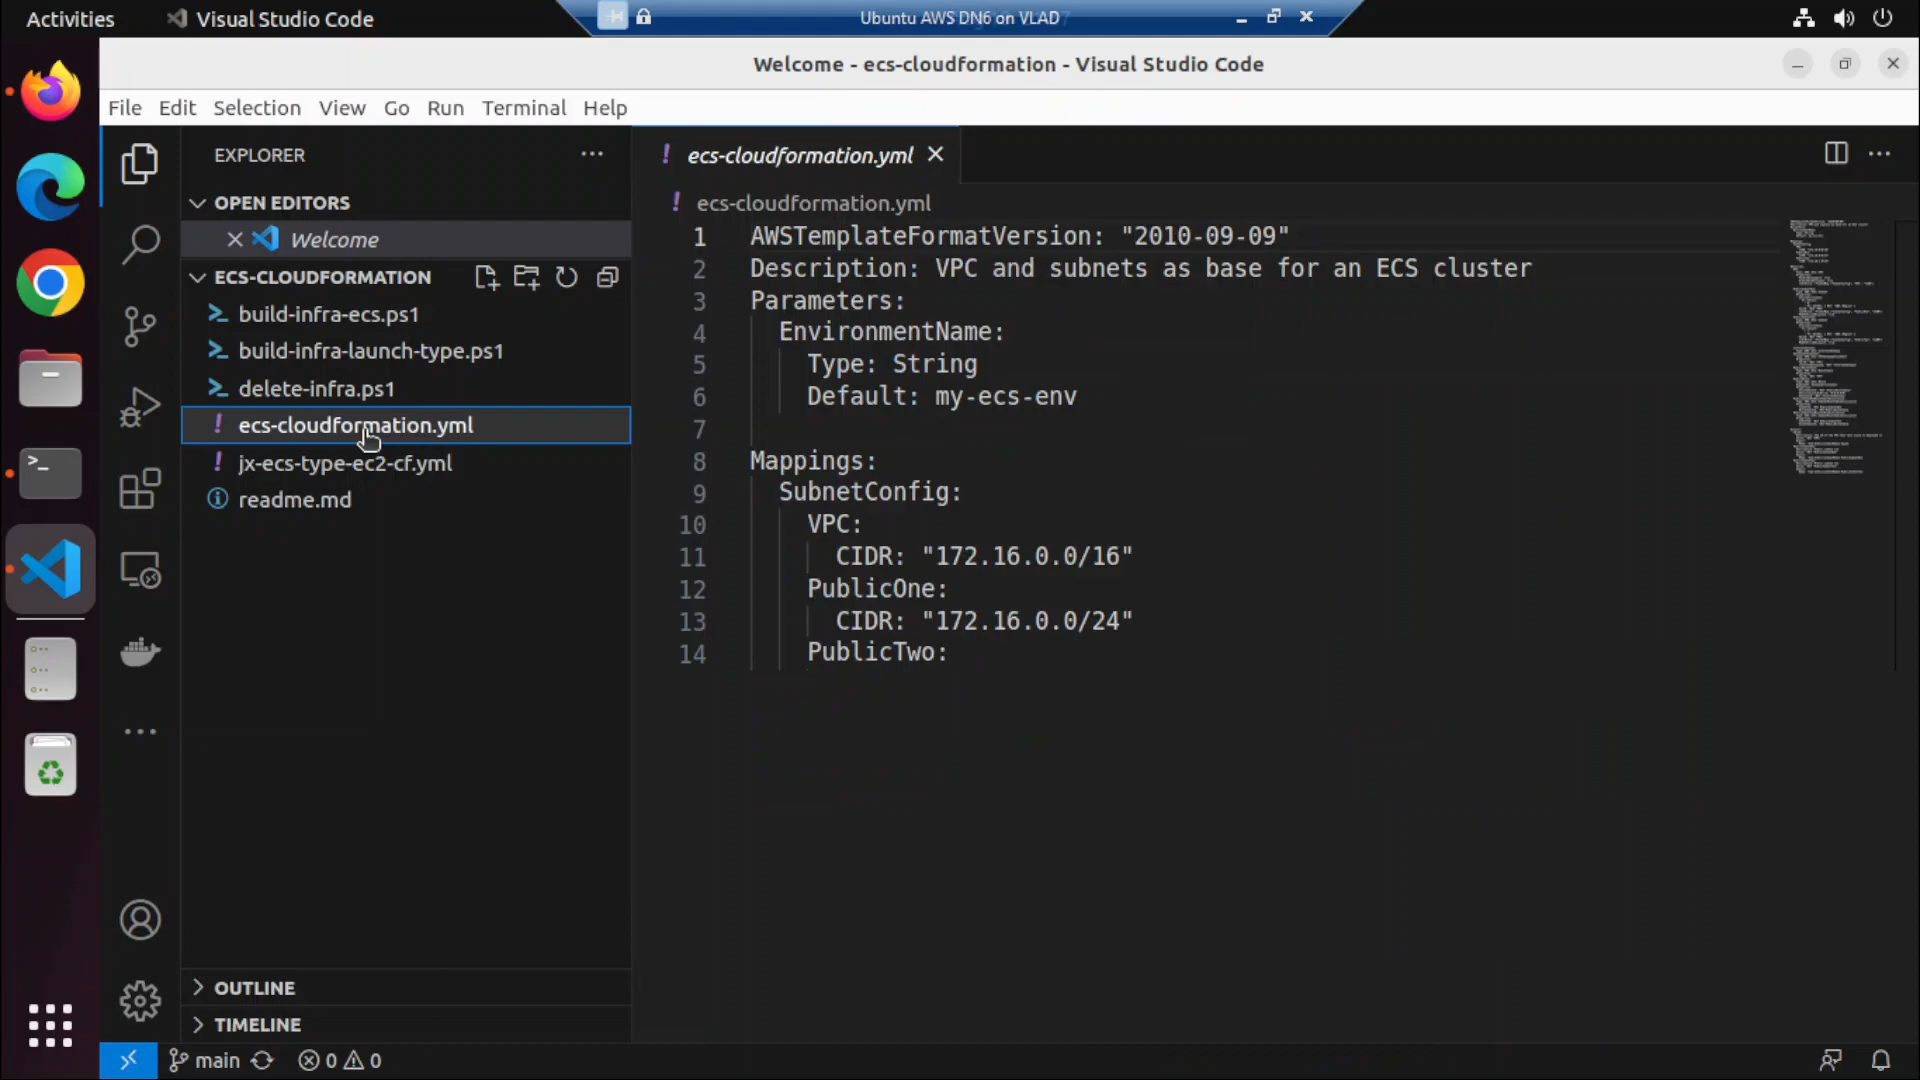 Activities
Visual Studio Code
Ubuntu AWS DN6 on VLAD
Welcome - ecs-cloudformation - Visual Studio Code
File Edit Selection View Go Run Terminal Help
EXPLORER
OPEN EDITORS
Welcome
ECS-CLOUDFORMATION
build-infra-ecs.ps1
build-infra-launch-type.ps1
delete-infra.ps1
ecs-cloudformation.yml
jx-ecs-type-ec2-cf.yml
readme.md
OUTLINE
TIMELINE
ecs-cloudformation.yml
ecs-cloudformation.yml
1 AWSTemplateFormatVersion: "2010-09-09"
2 Description: VPC and subnets as base for an ECS cluster
3 Parameters:
4 EnvironmentName:
5 Type: String
6 Default: my-ecs-env
7
8 Mappings:
9 SubnetConfig:
10 VPC:
11 CIDR: "172.16.0.0/16"
12 PublicOne:
13 CIDR: "172.16.0.0/24"
14 PublicTwo:
main 0 0